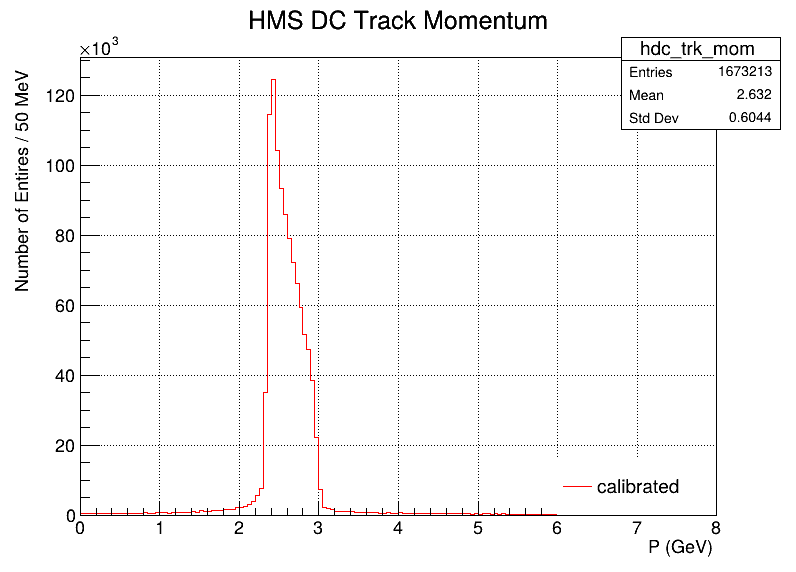 HMS DC Track Momentum
×10³
hdc_trk_mom
Entries 1673213
Mean 2.632
Std Dev 0.6044
Number of Entires / 50 MeV
120
100
80
60
40
20
0
calibrated
0 1 2 3 4 5 6 7 8
P (GeV)